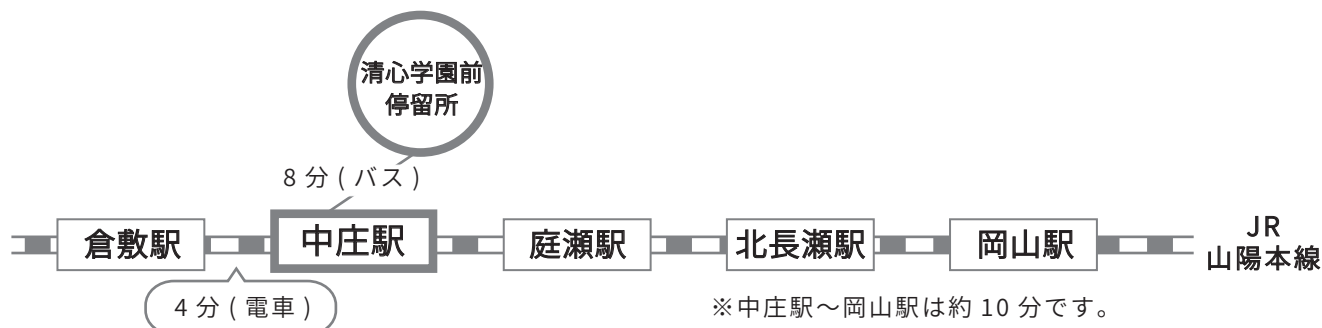 清心学園前
停留所
8分(バス)
倉敷駅
中庄駅
庭瀬駅
北長瀬駅
岡山駅
JR
山陽本線
4分(電車)
※中庄駅～岡山駅は約10分です。